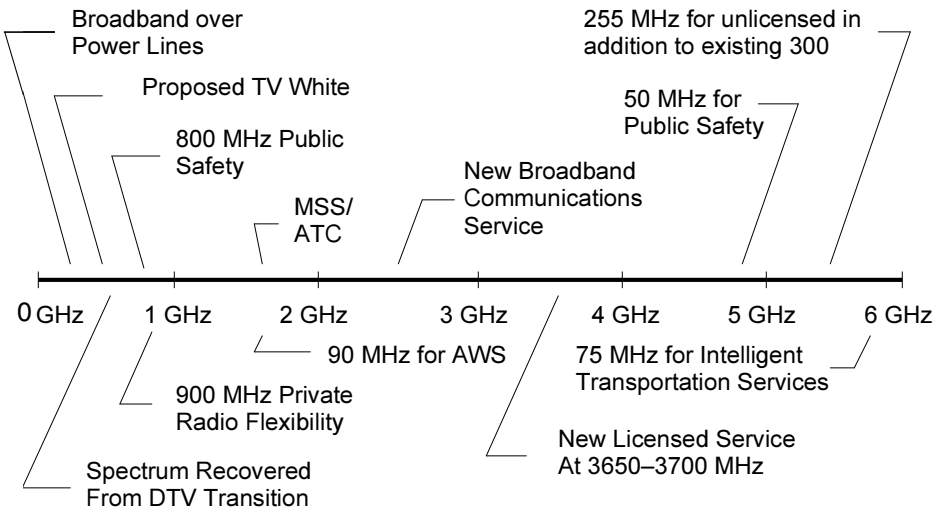 Broadband over
Power Lines
255 MHz for unlicensed in
addition to existing 300
Proposed TV White
50 MHz for
Public Safety
800 MHz Public
Safety
New Broadband
Communications
Service
MSS/
ATC
0 GHz
1 GHz
2 GHz
3 GHz
4 GHz
5 GHz
6 GHz
90 MHz for AWS
75 MHz for Intelligent
Transportation Services
900 MHz Private
Radio Flexibility
New Licensed Service
At 3650–3700 MHz
Spectrum Recovered
From DTV Transition